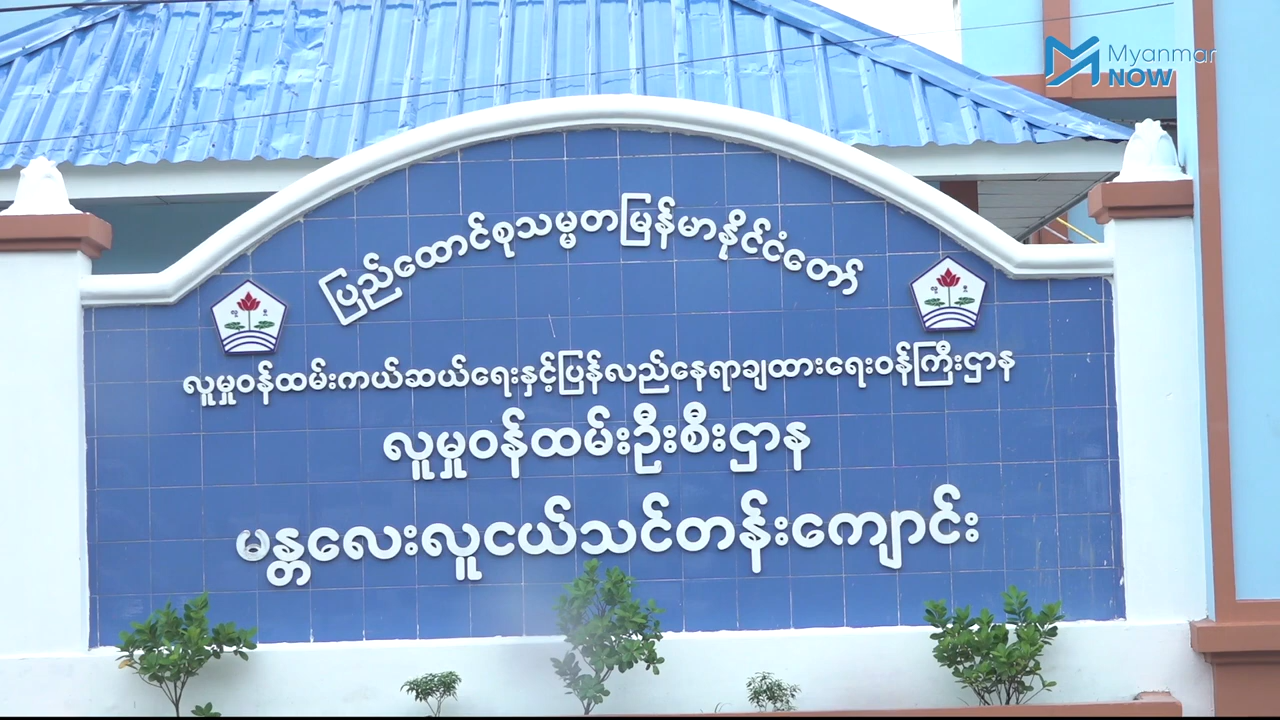 Myanmar
NOW
ပြည်ထောင်စုသမ္မတမြန်မာနိုင်ငံတော်
လူမှုဝန်ထမ်းကယ်ဆယ်ရေးနှင့်ပြန်လည်နေရာချထားရေးဝန်ကြီးဌာန
လူမှုဝန်ထမ်းဦးစီးဌာန
မန္တလေးလူငယ်သင်တန်းကျောင်း